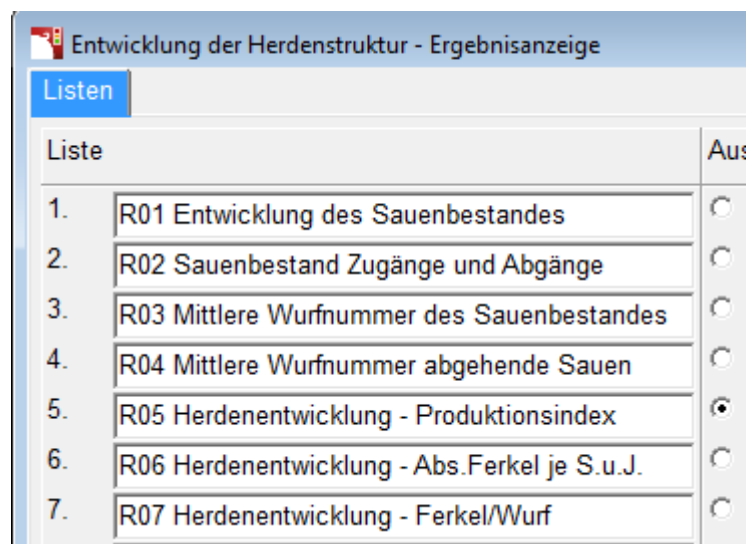 Entwicklung der Herdenstruktur - Ergebnisanzeige
Listen
Liste
1. R01 Entwicklung des Sauenbestandes
2. R02 Sauenbestand Zugänge und Abgänge
3. R03 Mittlere Wurfnummer des Sauenbestandes
4. R04 Mittlere Wurfnummer abgehende Sauen
5. R05 Herdenentwicklung - Produktionsindex
6. R06 Herdenentwicklung - Abs.Ferkel je S.u.J.
7. R07 Herdenentwicklung - Ferkel/Wurf